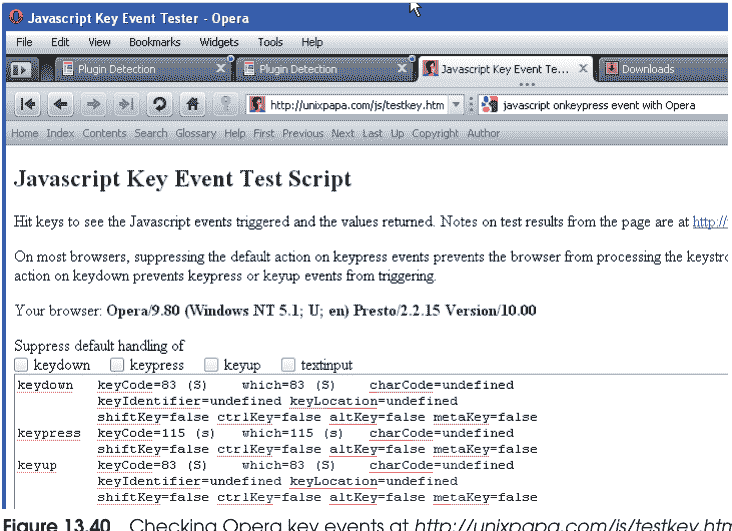 Javascript Key Event Tester - Opera
File Edit View Bookmarks Widgets Tools Help
Plugin Detection Plugin Detection Javascript Key Event Te... Downloads
http://unixpapa.com/js/testkey.htm javascript onkeypress event with Opera
Home Index Contents Search Glossary Help First Previous Next Last Up Copyright Author
Javascript Key Event Test Script
Hit keys to see the Javascript events triggered and the values returned. Notes on test results from the page are at http://
On most browsers, suppressing the default action on keypress events prevents the browser from processing the keystro
action on keydown prevents keypress or keyup events from triggering.
Your browser: Opera/9.80 (Windows NT 5.1; U; en) Presto/2.2.15 Version/10.00
Suppress default handling of
keydown keypress keyup textinput
keydown keyCode=83 (S) which=83 (S) charCode=undefined
keyIdentifier=undefined keyLocation=undefined
shiftKey=false ctrlKey=false altKey=false metaKey=false
keypress keyCode=115 (s) which=115 (s) charCode=undefined
shiftKey=false ctrlKey=false altKey=false metaKey=false
keyup keyCode=83 (S) which=83 (S) charCode=undefined
keyIdentifier=undefined keyLocation=undefined
shiftKey=false ctrlKey=false altKey=false metaKey=false
Figure 13.40 Checking Opera key events at http://unixpapa.com/js/testkey.htm